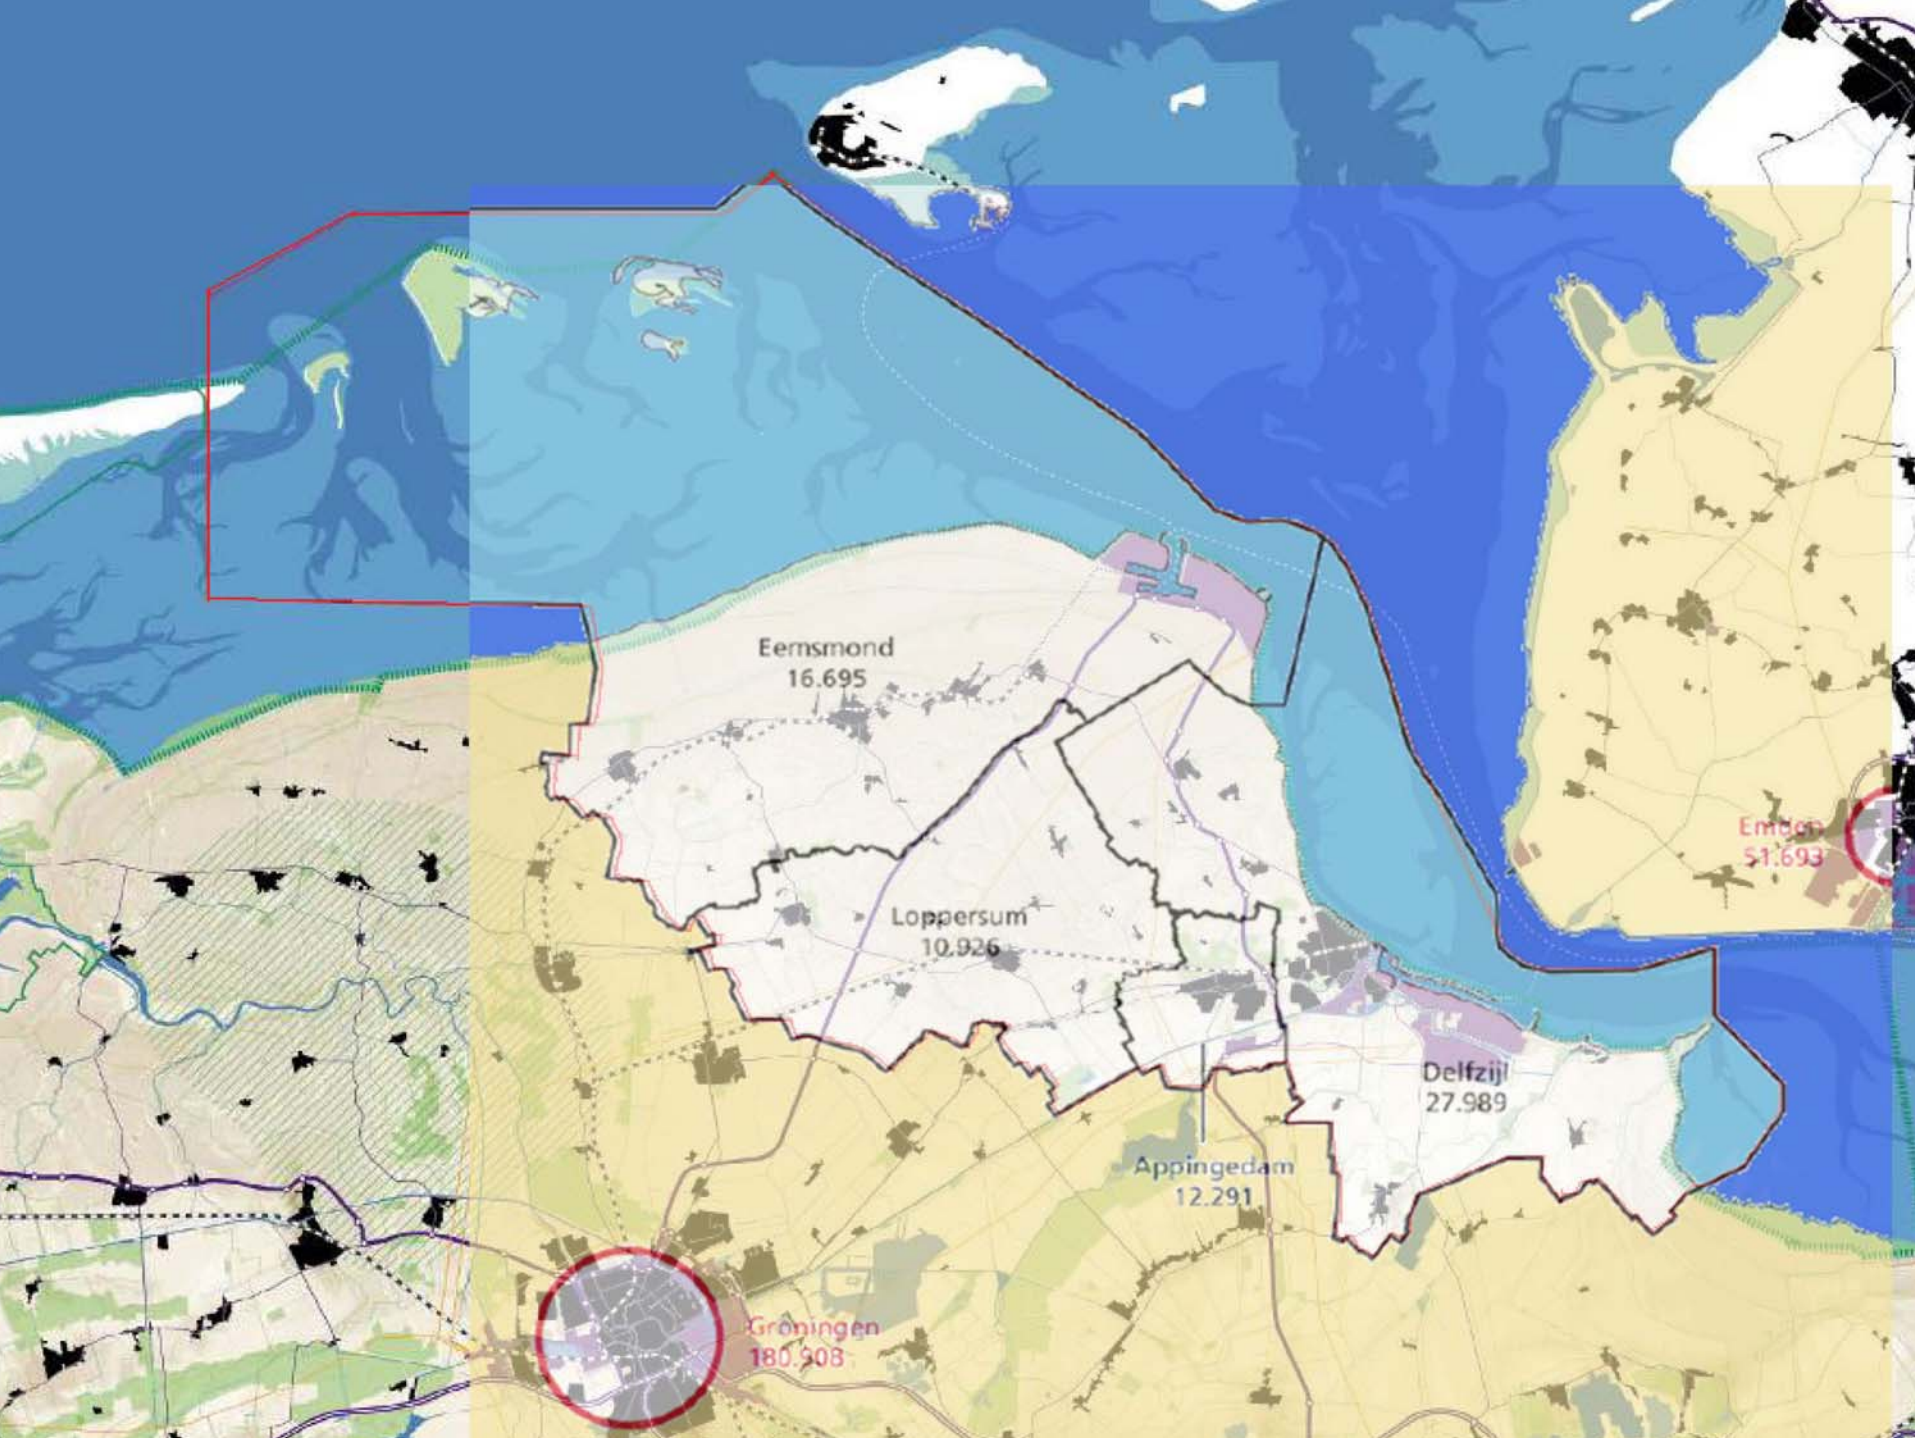 Eemsmond
16.695
Emden
51.693
Loppersum
10.926
Delfzijl
27.989
Appingedam
12.291
Groningen
180.908